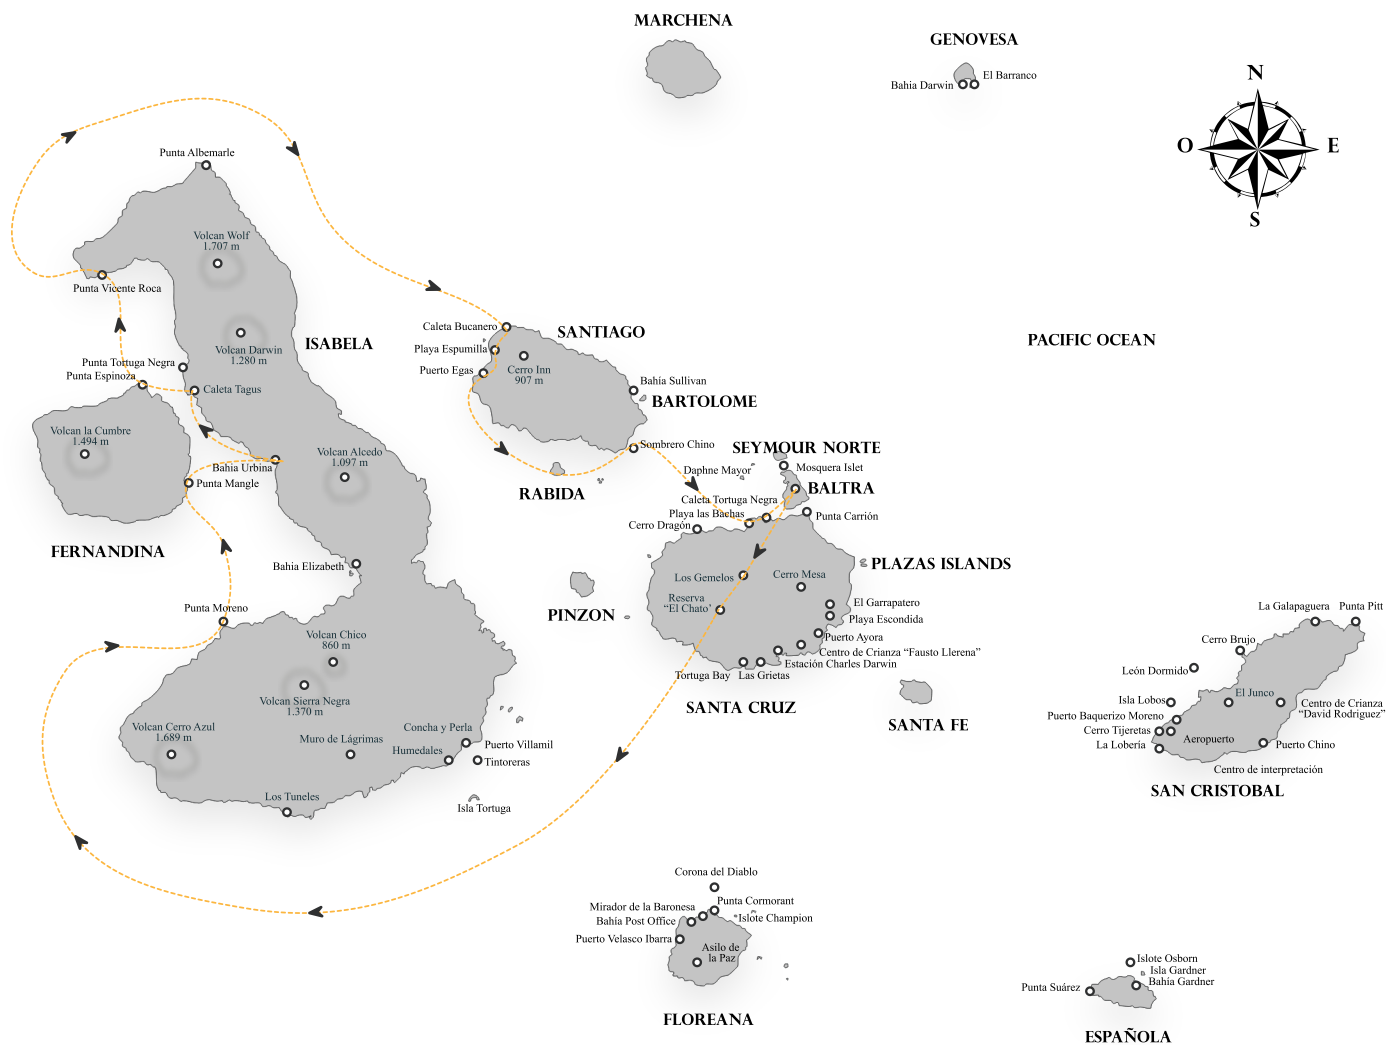 MARCHENA
GENOVESA
El Barranco
Bahia Darwin
N
O
E
S
Punta Albemarle
Volcan Wolf
1.707 m
Punta Vicente Roca
Caleta Bucanero
SANTIAGO
ISABELA
PACIFIC OCEAN
Volcan Darwin
1.280 m
Playa Espumilla
Punta Tortuga Negra
Puerto Egas
Cerro Inn
907 m
Punta Espinoza
Caleta Tagus
Bahía Sullivan
BARTOLOME
Volcan la Cumbre
1.494 m
Sombrero Chino
SEYMOUR NORTE
Volcan Alcedo
1.097 m
Bahia Urbina
Daphne Mayor
Mosquera Islet
Punta Mangle
RABIDA
BALTRA
Caleta Tortuga Negra
Playa las Bachas
Punta Carrión
Cerro Dragón
FERNANDINA
Bahia Elizabeth
PLAZAS ISLANDS
Los Gemelos
Cerro Mesa
Reserva
“El Chato’
El Garrapatero
Playa Escondida
PINZON
Punta Moreno
La Galapaguera
Punta Pitt
Volcan Chico
860 m
Puerto Ayora
Cerro Brujo
Centro de Crianza “Fausto Llerena”
Estación Charles Darwin
Tortuga Bay
Las Grietas
León Dormido
Volcan Sierra Negra
1.370 m
SANTA CRUZ
SANTA FE
Isla Lobos
El Junco
Centro de Crianza
“David Rodriguez”
Puerto Baquerizo Moreno
Volcan Cerro Azul
1.689 m
Muro de Lágrimas
Concha y Perla
Humedales
Puerto Villamil
Tintoreras
Cerro Tijeretas
Aeropuerto
La Lobería
Puerto Chino
Centro de interpretación
SAN CRISTOBAL
Los Tuneles
Isla Tortuga
Corona del Diablo
Punta Cormorant
Mirador de la Baronesa
Islote Champion
Bahía Post Office
Puerto Velasco Ibarra
Asilo de
la Paz
FLOREANA
Islote Osborn
Isla Gardner
Bahía Gardner
Punta Suárez
ESPAÑOLA